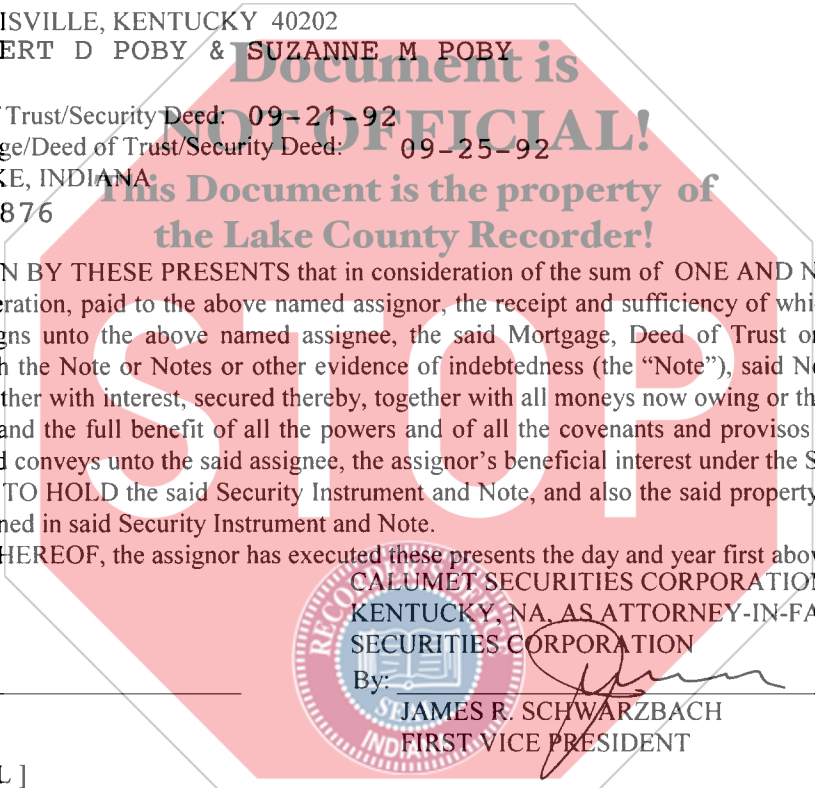 ISVILLE, KENTUCKY 40202
ERT D POBY & SUZANNE M POBY
Document is
Trust/Security Deed: 09-21-92
NOT OFFICIAL!
ge/Deed of Trust/Security Deed: 09-25-92
KE, INDIANA
This Document is the property of
876
the Lake County Recorder!
N BY THESE PRESENTS that in consideration of the sum of ONE AND N
eration, paid to the above named assignor, the receipt and sufficiency of whi
gns unto the above named assignee, the said Mortgage, Deed of Trust or
h the Note or Notes or other evidence of indebtedness (the “Note”), said No
ther with interest, secured thereby, together with all moneys now owing or th
and the full benefit of all the powers and of all the covenants and provisos
d conveys unto the said assignee, the assignor's beneficial interest under the S
TO HOLD the said Security Instrument and Note, and also the said property
ned in said Security Instrument and Note.
STOP
HEREOF, the assignor has executed these presents the day and year first abov
CALUMET SECURITIES CORPORATION
KENTUCKY, NA, AS ATTORNEY-IN-FA
SECURITIES CORPORATION
By:
JAMES R. SCHWARZBACH
FIRST VICE PRESIDENT
RECORDER'S OFFICE
SEAL
INDIANA
L ]